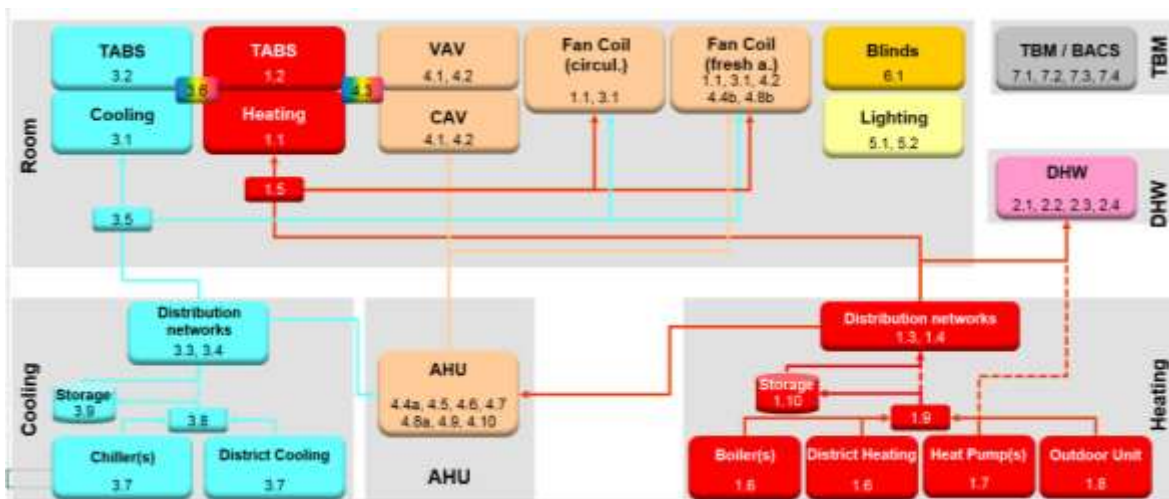 TABS
3.2
TABS
1.2
VAV
4.1, 4.2
Fan Coil
(circul.)
1.1, 3.1
Fan Coil
(fresh a.)
1.1, 3.1, 4.2
4.4b, 4.8b
Blinds
6.1
TBM / BACS
7.1, 7.2, 7.3, 7.4
TBM
3.6
4.3
Cooling
3.1
Heating
1.1
CAV
4.1, 4.2
Lighting
5.1, 5.2
Room
1.5
3.5
DHW
2.1, 2.2, 2.3, 2.4
DHW
Distribution
networks
3.3, 3.4
Distribution networks
1.3, 1.4
AHU
4.4a, 4.5, 4.6, 4.7
4.8a, 4.9, 4.10
Storage
3.9
3.8
Storage
1.10
1.9
Cooling
Heating
Chiller(s)
3.7
District Cooling
3.7
AHU
Boiler(s)
1.6
District Heating
1.6
Heat Pump(s)
1.7
Outdoor Unit
1.8